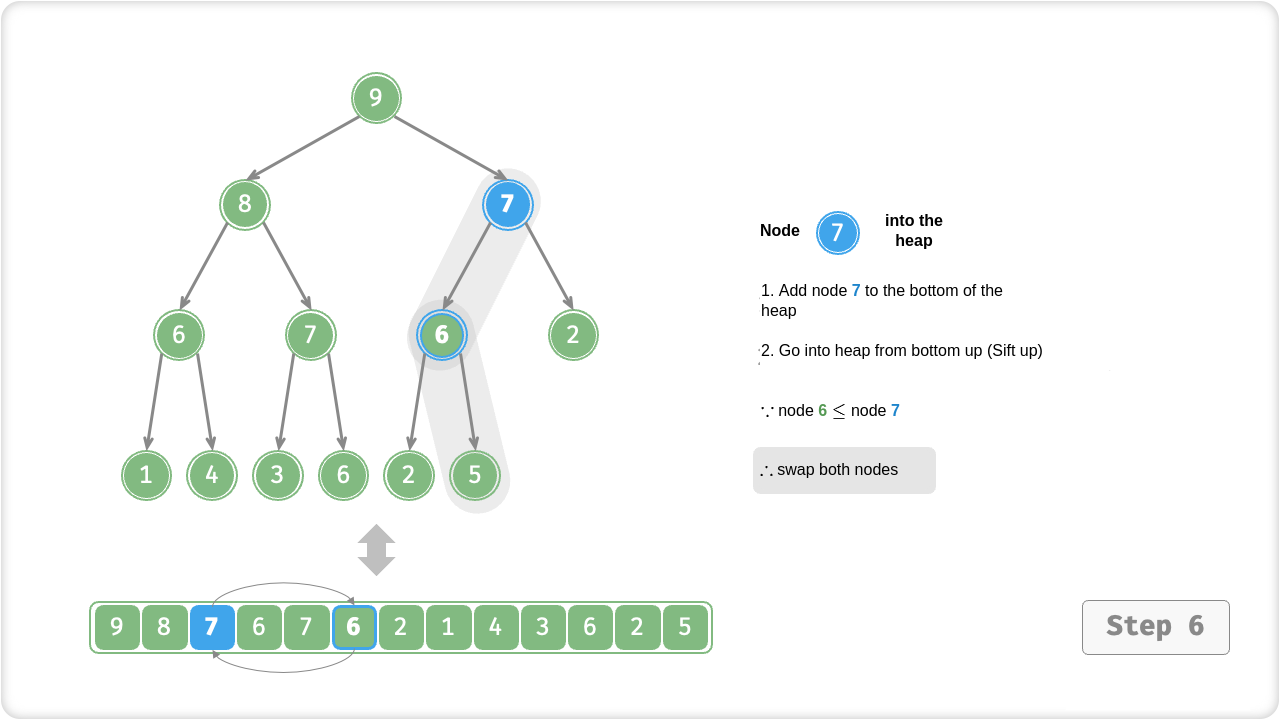 9
8 7
6 7 6 2
1 4 3 6 2 5
Node 7 into the
heap
1. Add node 7 to the bottom of the
heap
2. Go into heap from bottom up (Sift up)
∵ node 6 ≤ node 7
∴ swap both nodes
9 8 7 6 7 6 2 1 4 3 6 2 5
Step 6